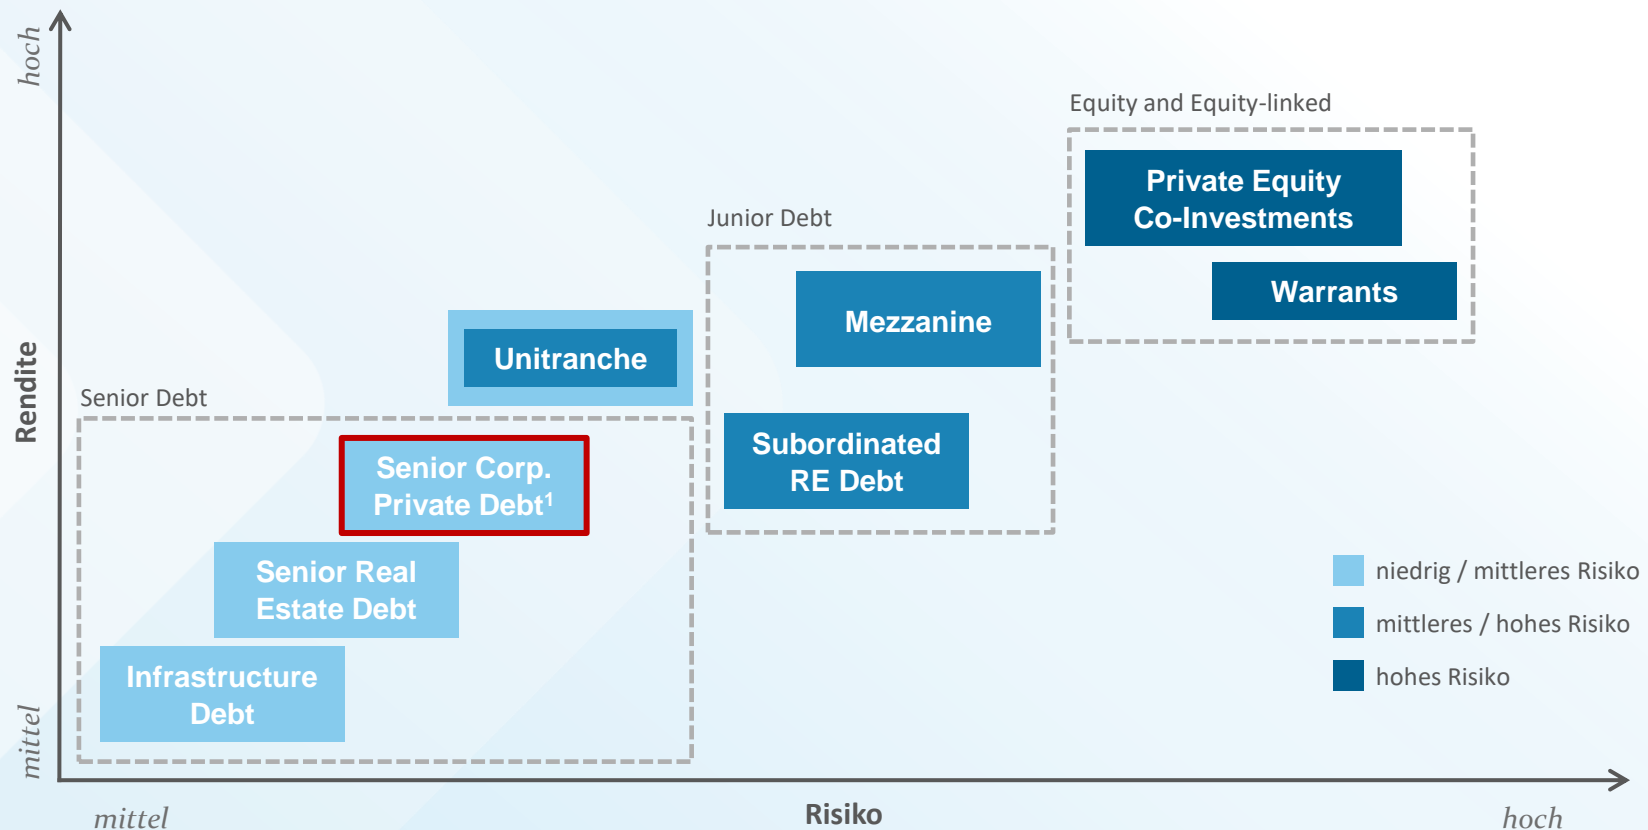 hoch
Equity and Equity-linked
Private Equity
Co-Investments
Warrants
Junior Debt
Mezzanine
Subordinated
RE Debt
Unitranche
Rendite
Senior Debt
Senior Corp.
Private Debt¹
Senior Real
Estate Debt
Infrastructure
Debt
niedrig / mittleres Risiko
mittleres / hohes Risiko
hohes Risiko
mittel
mittel
Risiko
hoch